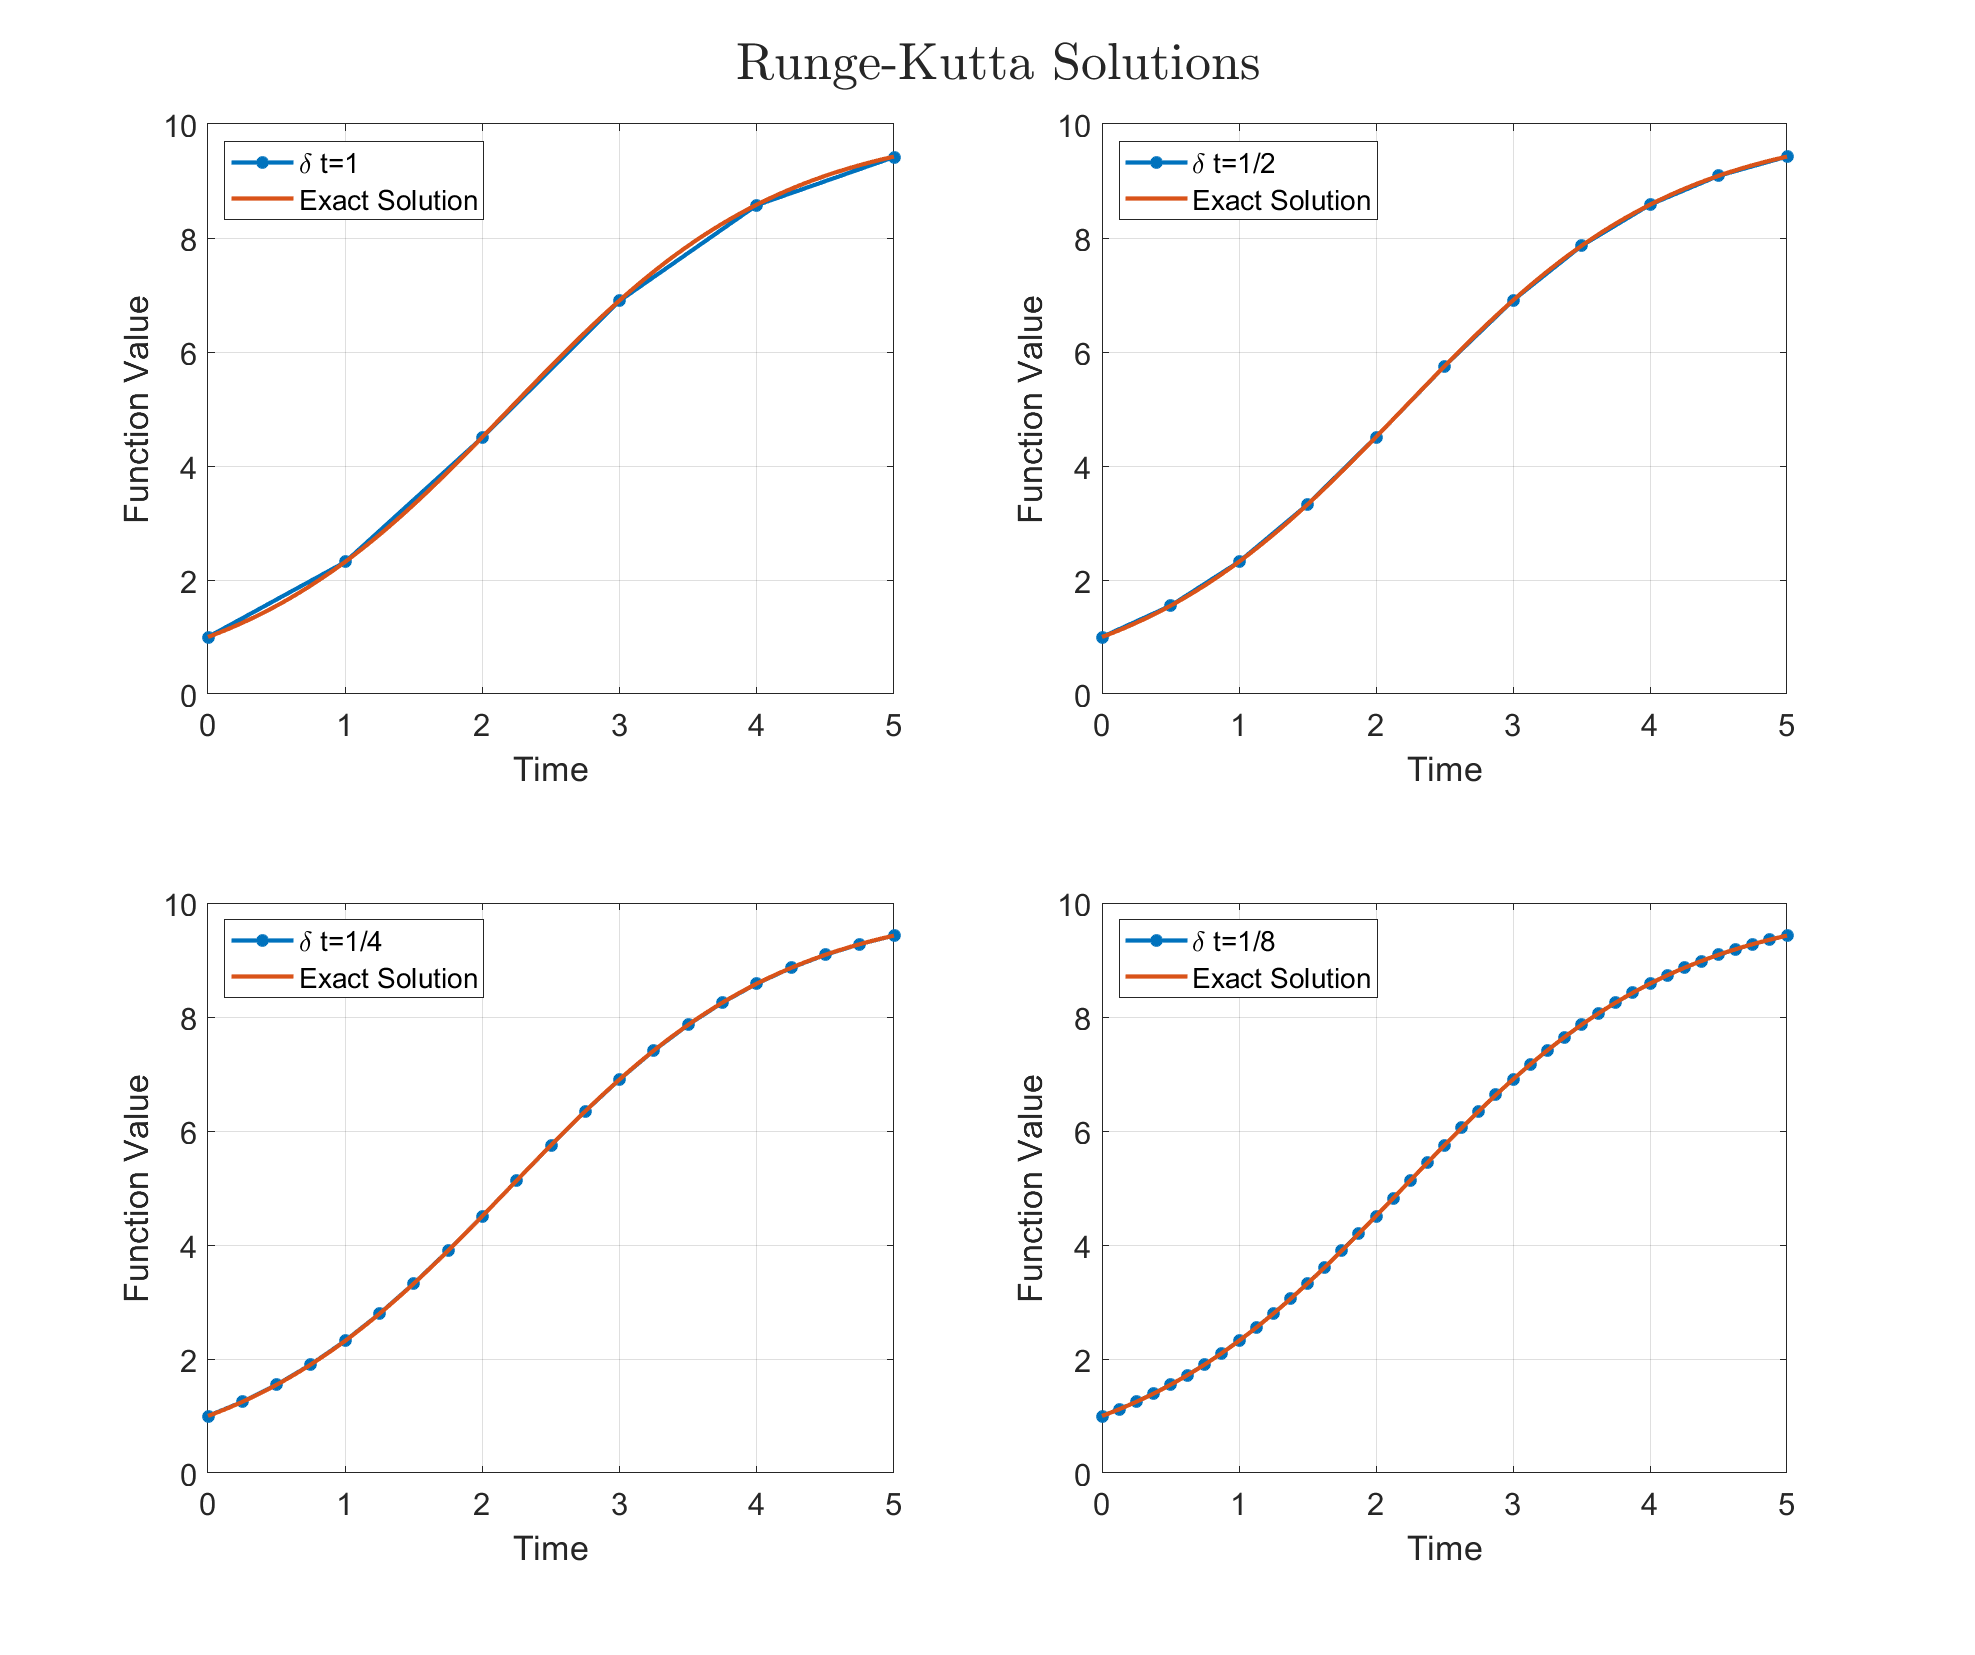 Runge-Kutta Solutions
10
8
6
4
2
0
Function Value
δ t=1
Exact Solution
0 1 2 3 4 5
Time
10
8
6
4
2
0
Function Value
δ t=1/2
Exact Solution
0 1 2 3 4 5
Time
10
8
6
4
2
0
Function Value
δ t=1/4
Exact Solution
0 1 2 3 4 5
Time
10
8
6
4
2
0
Function Value
δ t=1/8
Exact Solution
0 1 2 3 4 5
Time